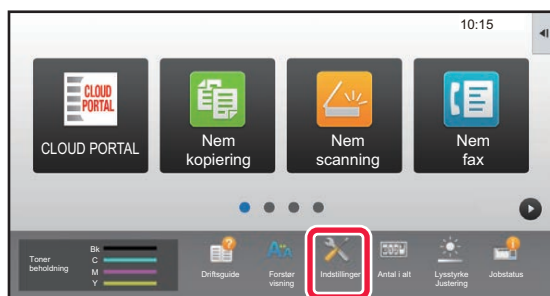 10:15
CLOUD
PORTAL
CLOUD PORTAL
Nem
kopiering
Nem
scanning
Nem
fax
Toner
beholdning
Bk
C
M
Y
Driftsguide
Forstør
visning
Indstillinger
Antal i alt
Lysstyrke
Justering
Jobstatus